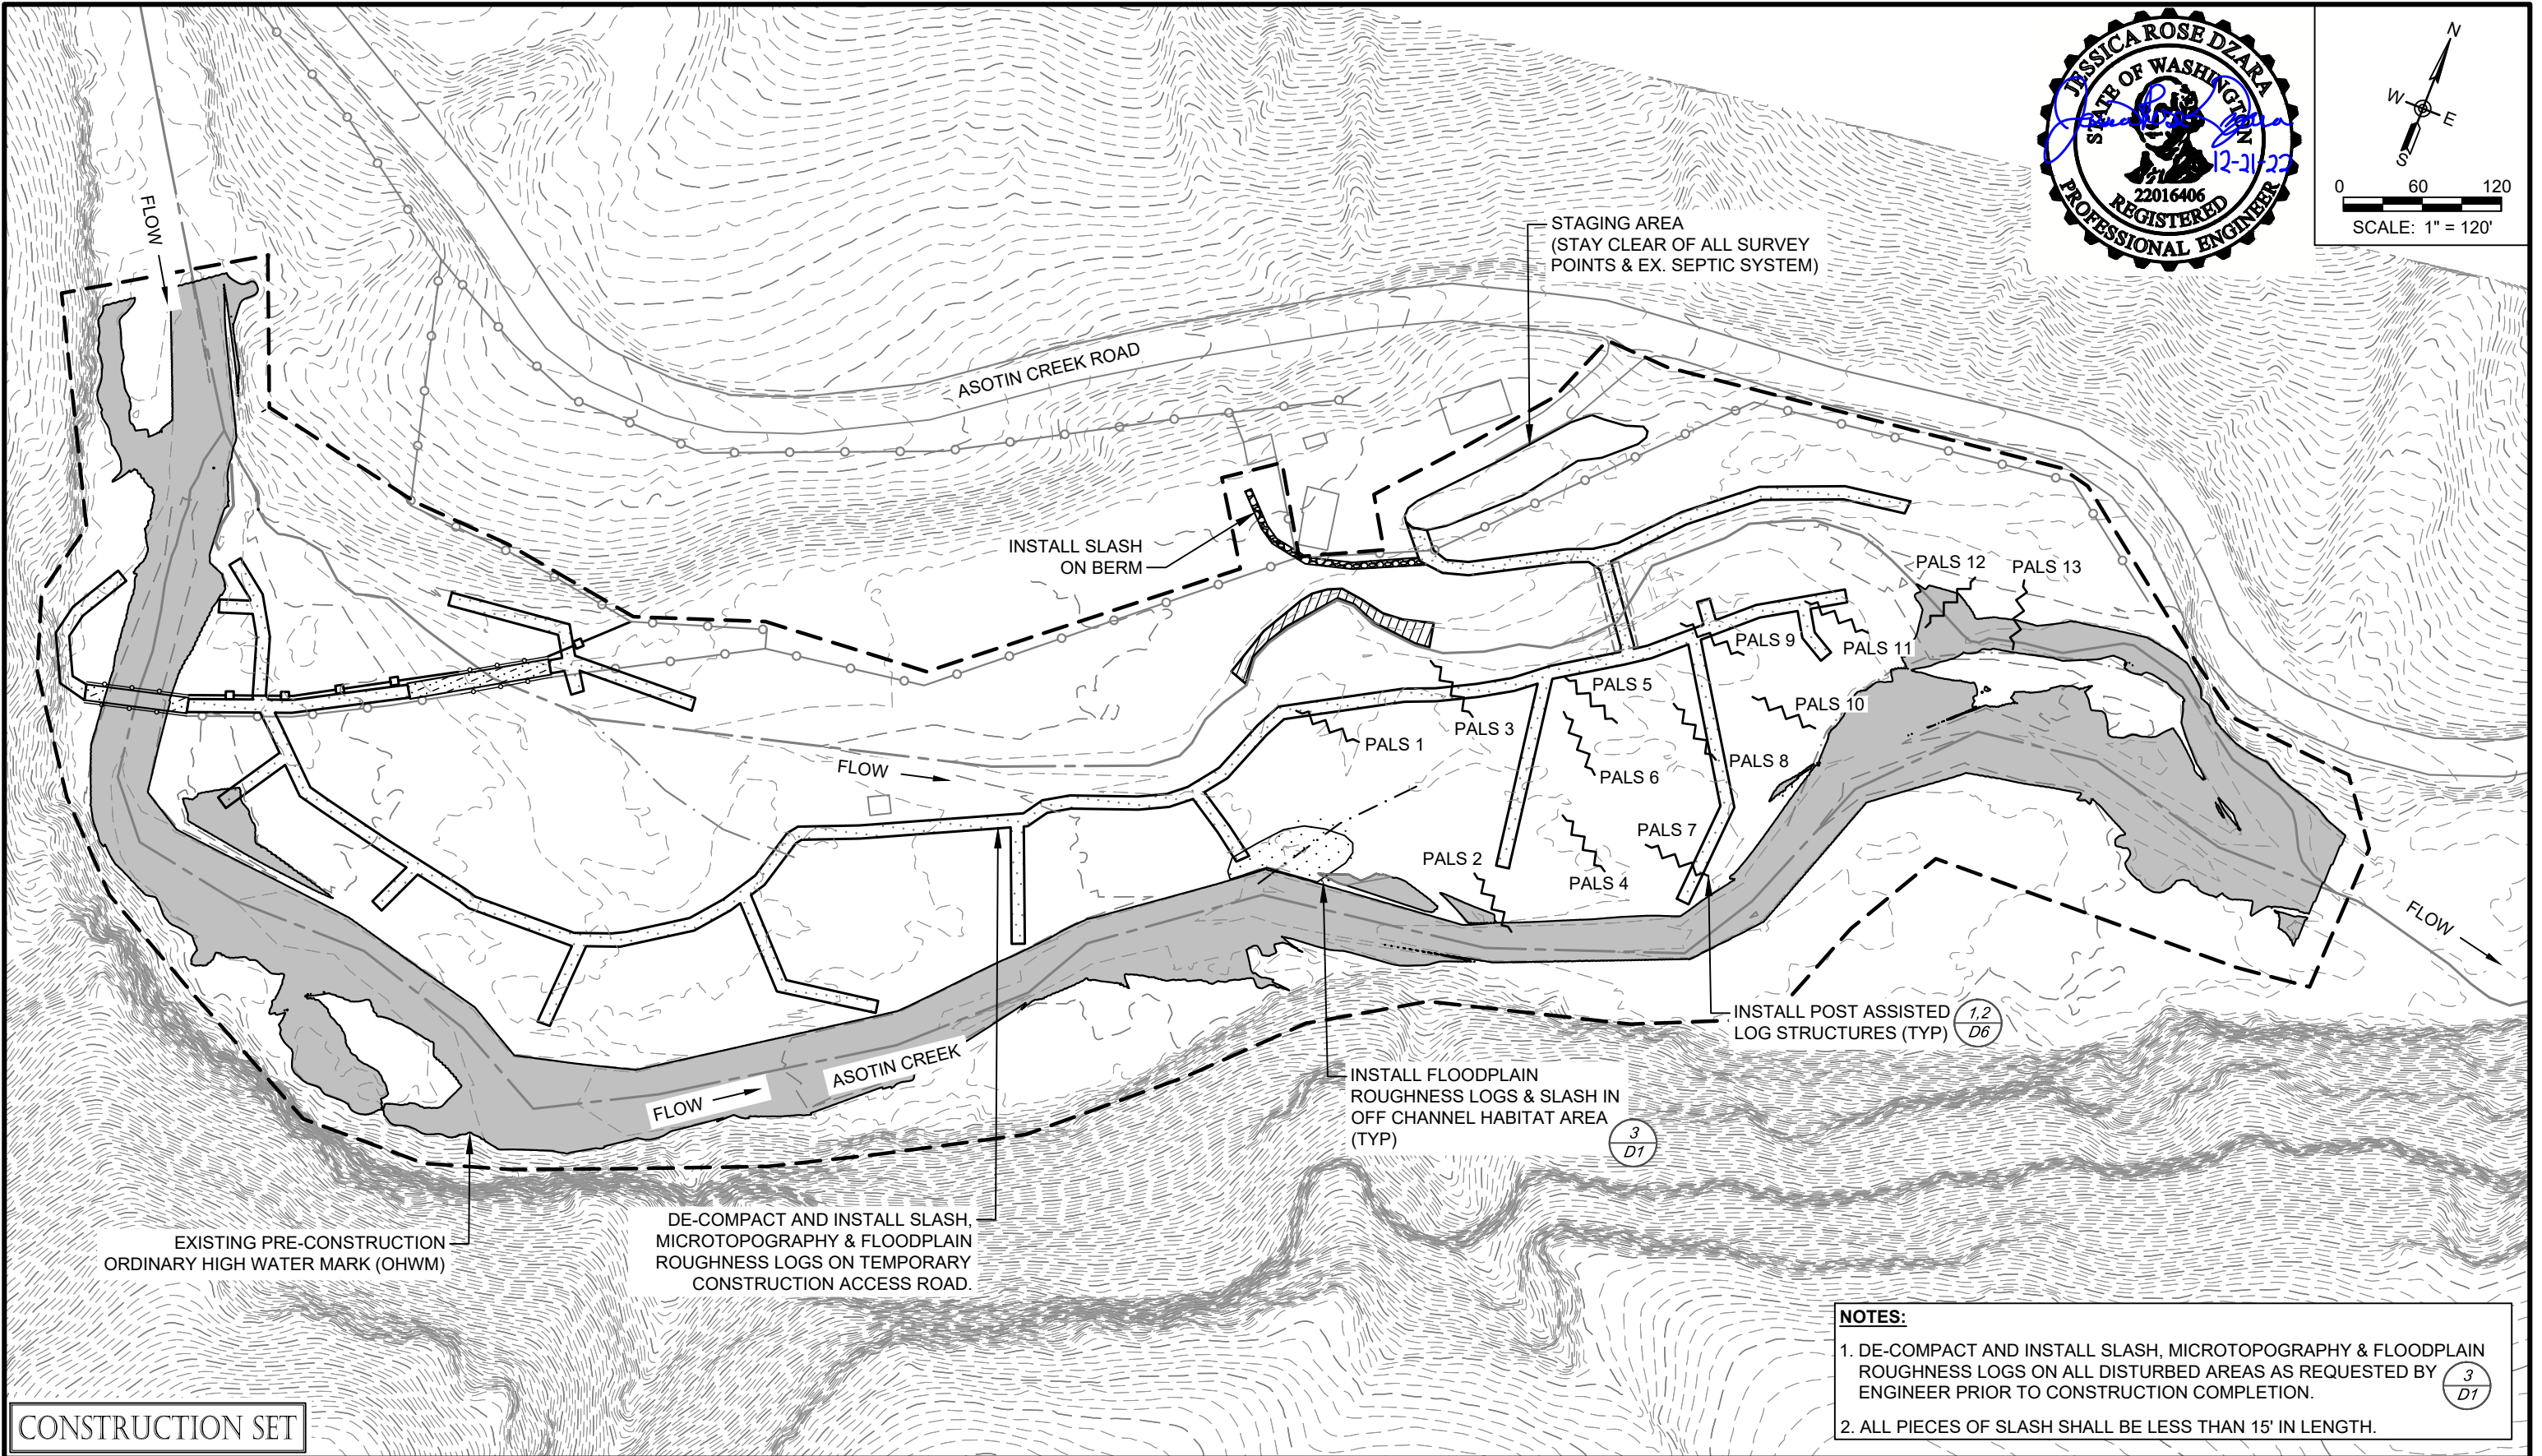 JESSICA ROSE DZARA
STATE OF WASHINGTON
12-21-22
22016406
REGISTERED
PROFESSIONAL ENGINEER
N
W
E
S
0 60 120
SCALE: 1" = 120'
FLOW
STAGING AREA
(STAY CLEAR OF ALL SURVEY
POINTS & EX. SEPTIC SYSTEM)
ASOTIN CREEK ROAD
INSTALL SLASH
ON BERM
PALS 12
PALS 13
PALS 9
PALS 11
PALS 5
PALS 10
PALS 3
PALS 1
PALS 8
FLOW
PALS 6
PALS 7
PALS 2
PALS 4
FLOW
INSTALL POST ASSISTED
LOG STRUCTURES (TYP)
1,2
D6
ASOTIN CREEK
FLOW
INSTALL FLOODPLAIN
ROUGHNESS LOGS & SLASH IN
OFF CHANNEL HABITAT AREA
(TYP)
3
D1
DE-COMPACT AND INSTALL SLASH,
MICROTOPOGRAPHY & FLOODPLAIN
ROUGHNESS LOGS ON TEMPORARY
CONSTRUCTION ACCESS ROAD.
EXISTING PRE-CONSTRUCTION
ORDINARY HIGH WATER MARK (OHWM)
NOTES:
1. DE-COMPACT AND INSTALL SLASH, MICROTOPOGRAPHY & FLOODPLAIN
ROUGHNESS LOGS ON ALL DISTURBED AREAS AS REQUESTED BY
ENGINEER PRIOR TO CONSTRUCTION COMPLETION.
3
D1
2. ALL PIECES OF SLASH SHALL BE LESS THAN 15' IN LENGTH.
CONSTRUCTION SET